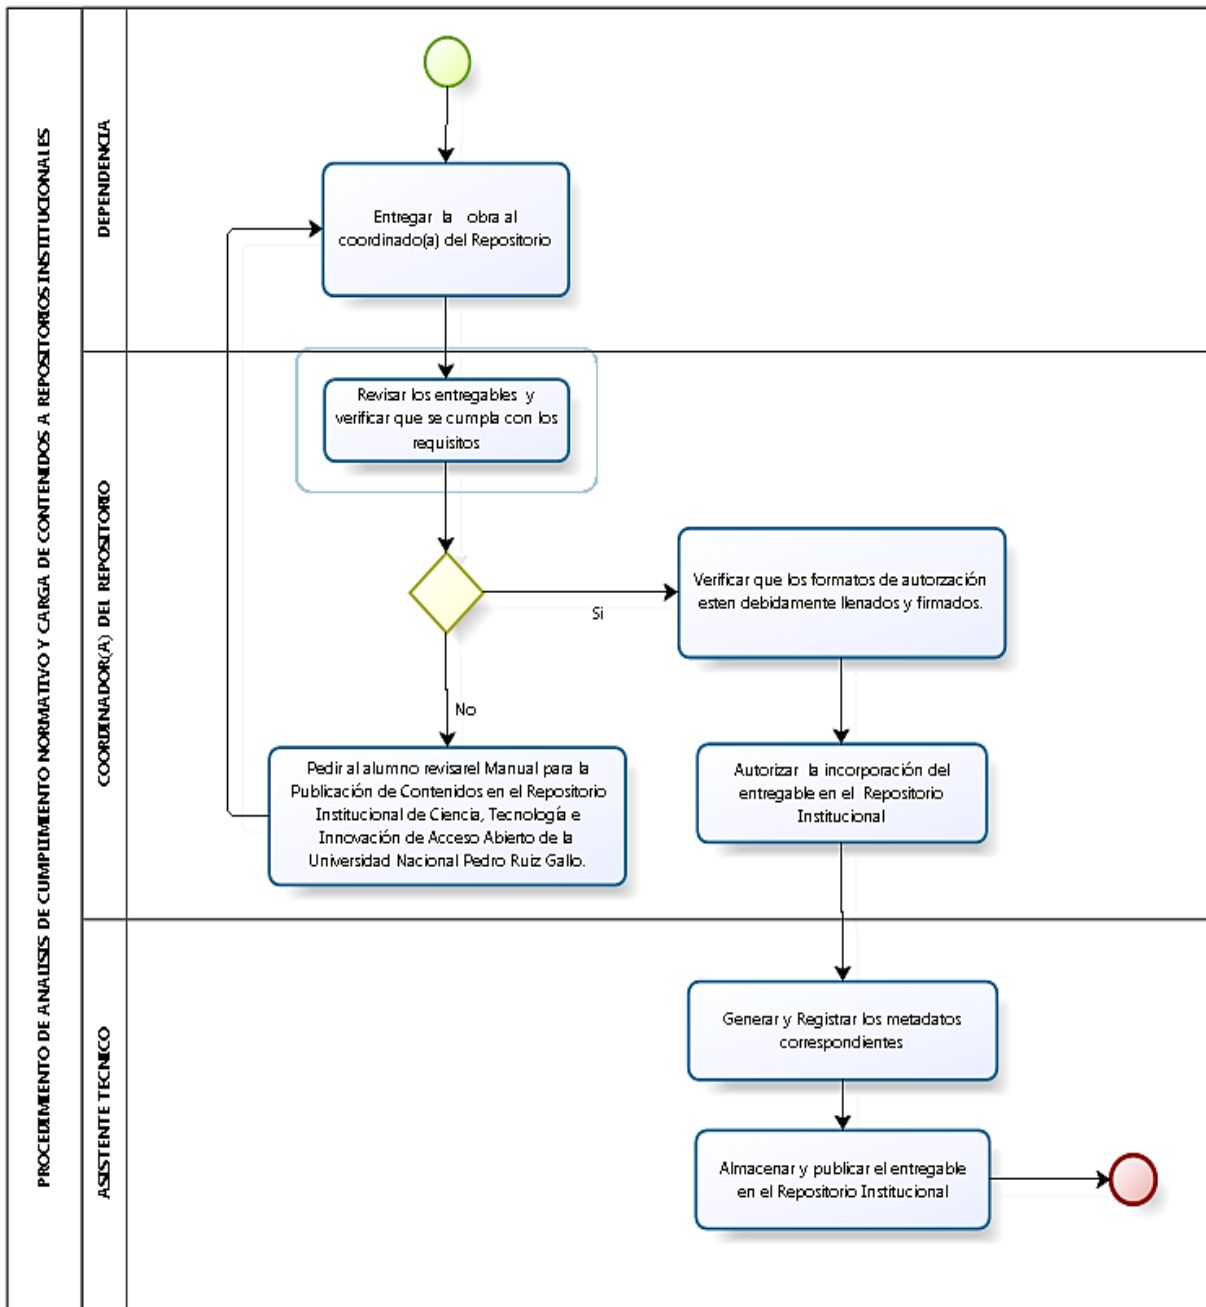 PROCEDIMIENTO DE ANALISIS DE CUMPLIMIENTO NORMATIVO Y CARGA DE CONTENIDOS A REPOSITORIOS INSTITUCIONALES
DEPENDENCIA
Entregar la obra al
coordinado(a) del Repositorio
COORDINADOR(A) DEL REPOSITORIO
Revisar los entregables y
verificar que se cumpla con los
requisitos
Si
Verificar que los formatos de autorzación
esten debidamente llenados y firmados.
No
Pedir al alumno revisarel Manual para la
Publicación de Contenidos en el Repositorio
Institucional de Ciencia, Tecnología e
Innovación de Acceso Abierto de la
Universidad Nacional Pedro Ruiz Gallo.
Autorizar la incorporación del
entregable en el Repositorio
Institucional
ASISTENTE TECNICO
Generar y Registrar los metadatos
correspondientes
Almacenar y publicar el entregable
en el Repositorio Institucional